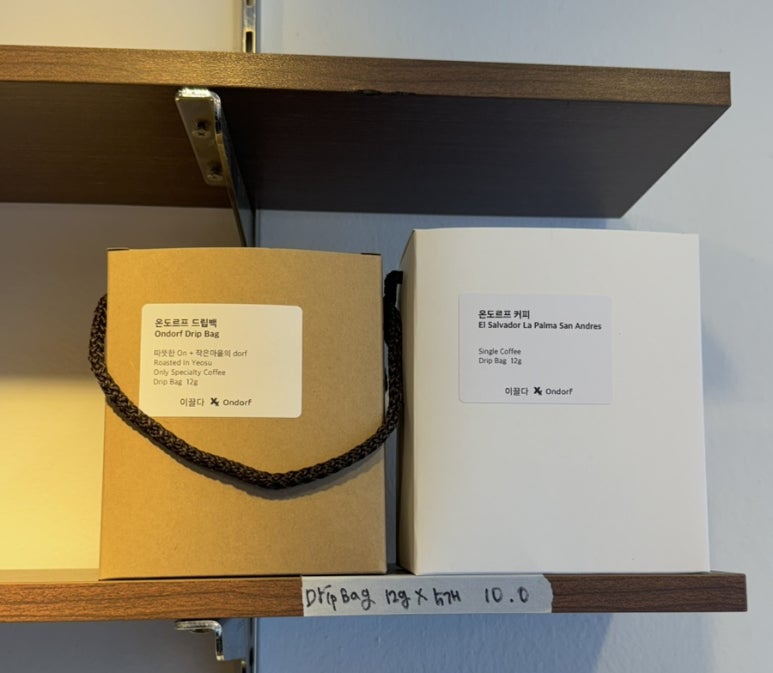 온도르프 드립백
Ondorf Drip Bag
따뜻한 On + 작은마을의 dorf
Roasted In Yeosu
Only Specialty Coffee
Drip Bag 12g
이끌다 Ondorf
온도르프 커피
El Salvador La Palma San Andres
Single Coffee
Drip Bag 12g
이끌다 Ondorf
Drip Bag 12g X 5개 10.0